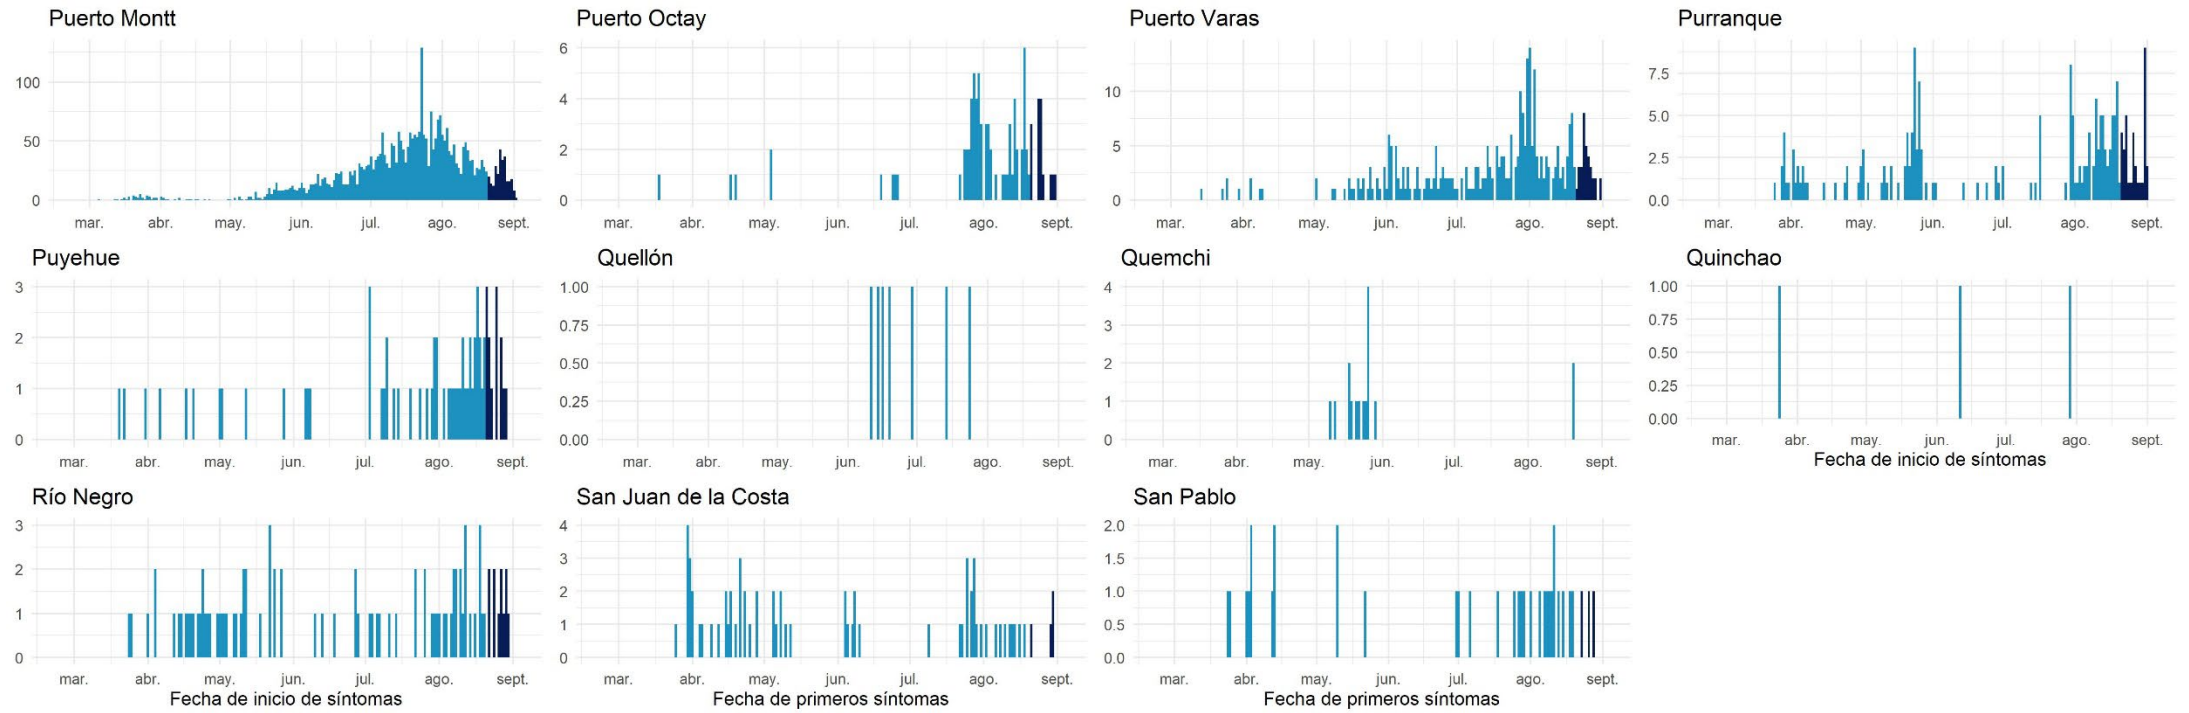 Puerto Montt
100
50
0
mar. abr. may. jun. jul. ago. sept.
Puerto Octay
6
4
2
0
mar. abr. may. jun. jul. ago. sept.
Puerto Varas
10
5
0
mar. abr. may. jun. jul. ago. sept.
Purranque
7.5
5.0
2.5
0.0
mar. abr. may. jun. jul. ago. sept.
Puyehue
3
2
1
0
mar. abr. may. jun. jul. ago. sept.
Quellón
1.00
0.75
0.50
0.25
0.00
mar. abr. may. jun. jul. ago. sept.
Quemchi
4
3
2
1
0
mar. abr. may. jun. jul. ago. sept.
Quinchao
1.00
0.75
0.50
0.25
0.00
mar. abr. may. jun. jul. ago. sept.
Fecha de inicio de síntomas
Río Negro
3
2
1
0
mar. abr. may. jun. jul. ago. sept.
Fecha de inicio de síntomas
San Juan de la Costa
4
3
2
1
0
mar. abr. may. jun. jul. ago. sept.
Fecha de primeros síntomas
San Pablo
2.0
1.5
1.0
0.5
0.0
mar. abr. may. jun. jul. ago. sept.
Fecha de primeros síntomas